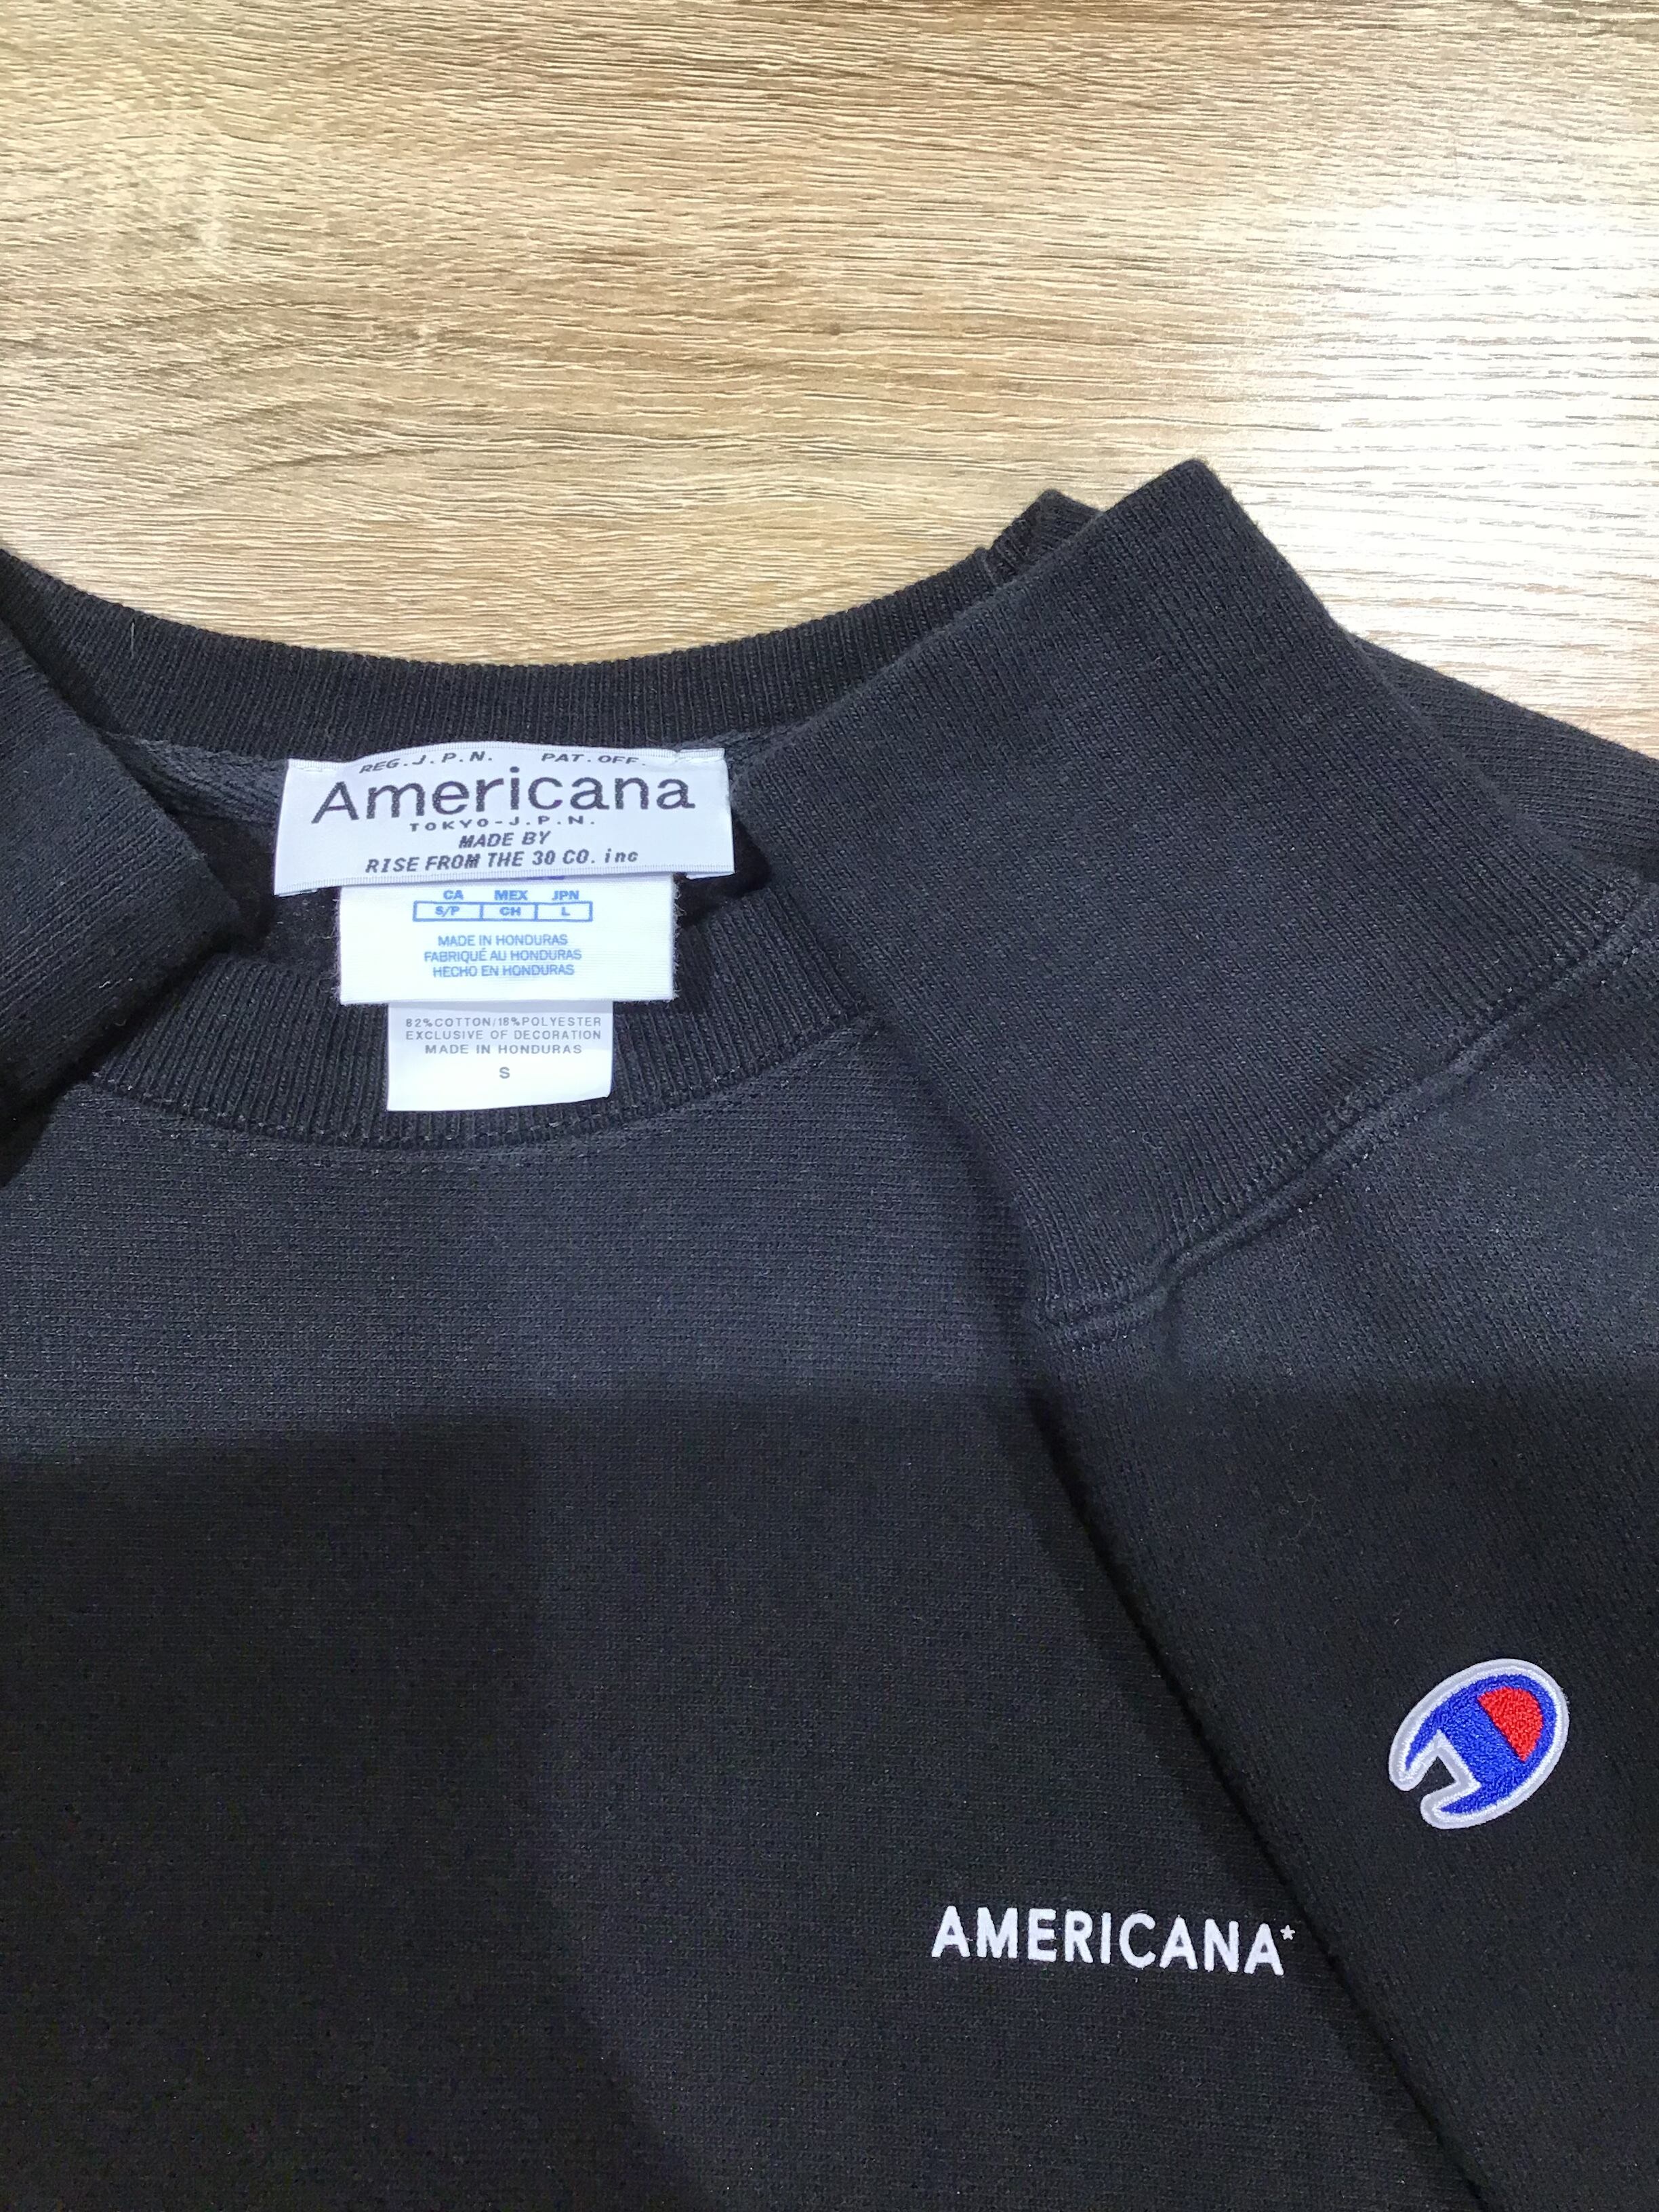 REG.J.P.N. PAT.OFF.
Americana
TOKYO-J.P.N.
MADE BY
RISE FROM THE 30 CO. inc
CA MEX JPN
S/P CH L
MADE IN HONDURAS
FABRIQUÉ AU HONDURAS
HECHO EN HONDURAS
82%COTTON/18%POLYESTER
EXCLUSIVE OF DECORATION
MADE IN HONDURAS
S
AMERICANA*